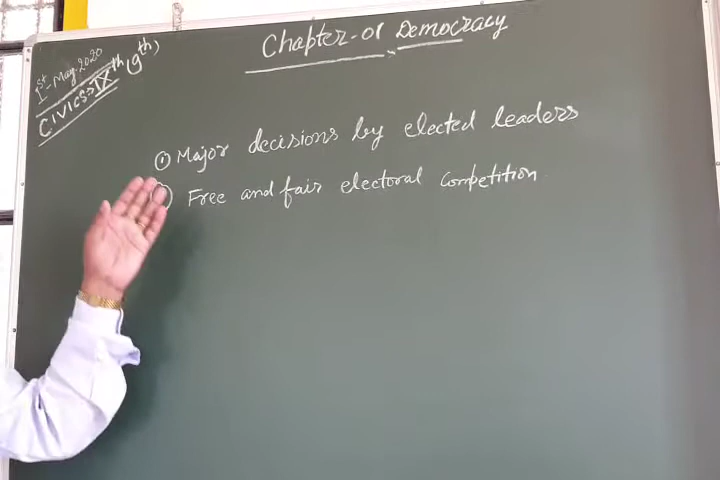 1st-May-2020
CIVICS:- IXth (9th)
Chapter-01 Democracy
① Major decisions by elected leaders
② Free and fair electoral competition